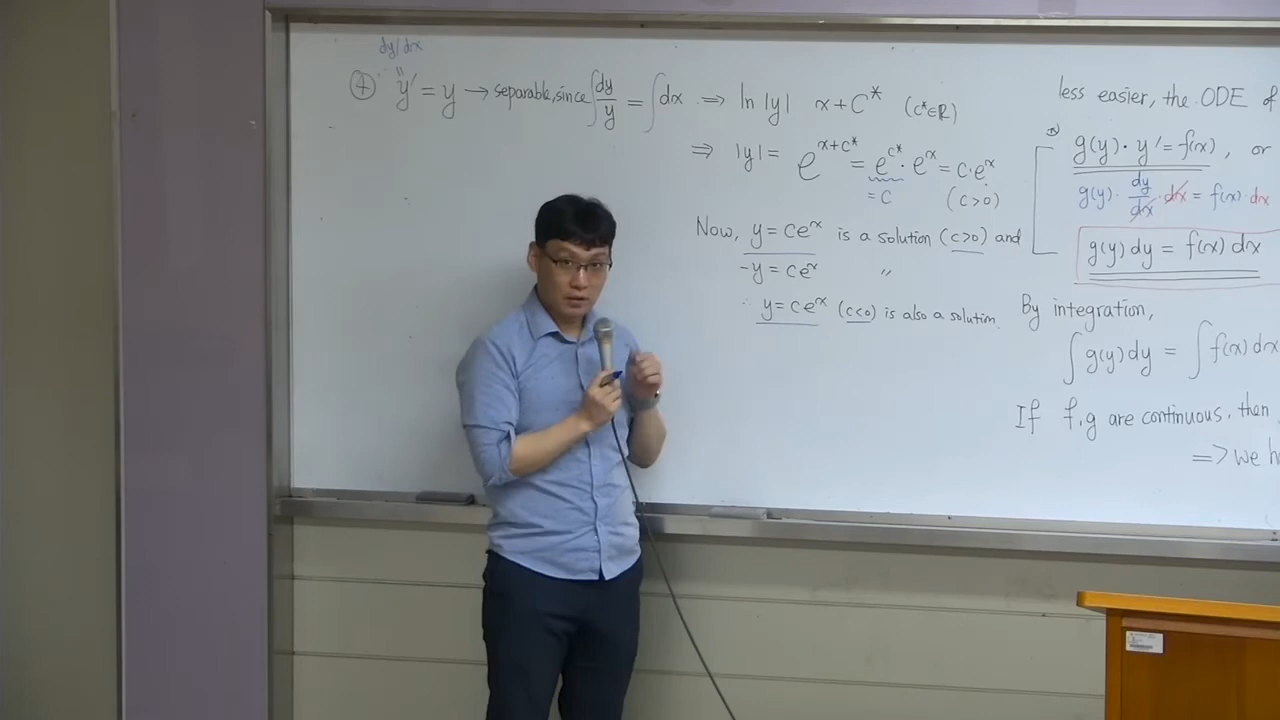 dy/dx
"
④ y' = y → separable, since ∫ dy/y = ∫ dx ⇒ ln |y|   x + C* (c*∈ℝ)
⇒ |y| = e^{x+c*} = e^{c*} · e^x = c·e^x
= C (c>0)
Now, y = ce^x is a solution (c>0) and
-y = ce^x "
∴ y = ce^x (c<0) is also a solution.
less easier, the ODE of
g(y) · y' = f(x), or
g(y) · dy/dx · dx = f(x) · dx
g(y) dy = f(x) dx
By integration,
∫ g(y) dy = ∫ f(x) dx
If f, g are continuous, then
=> we h